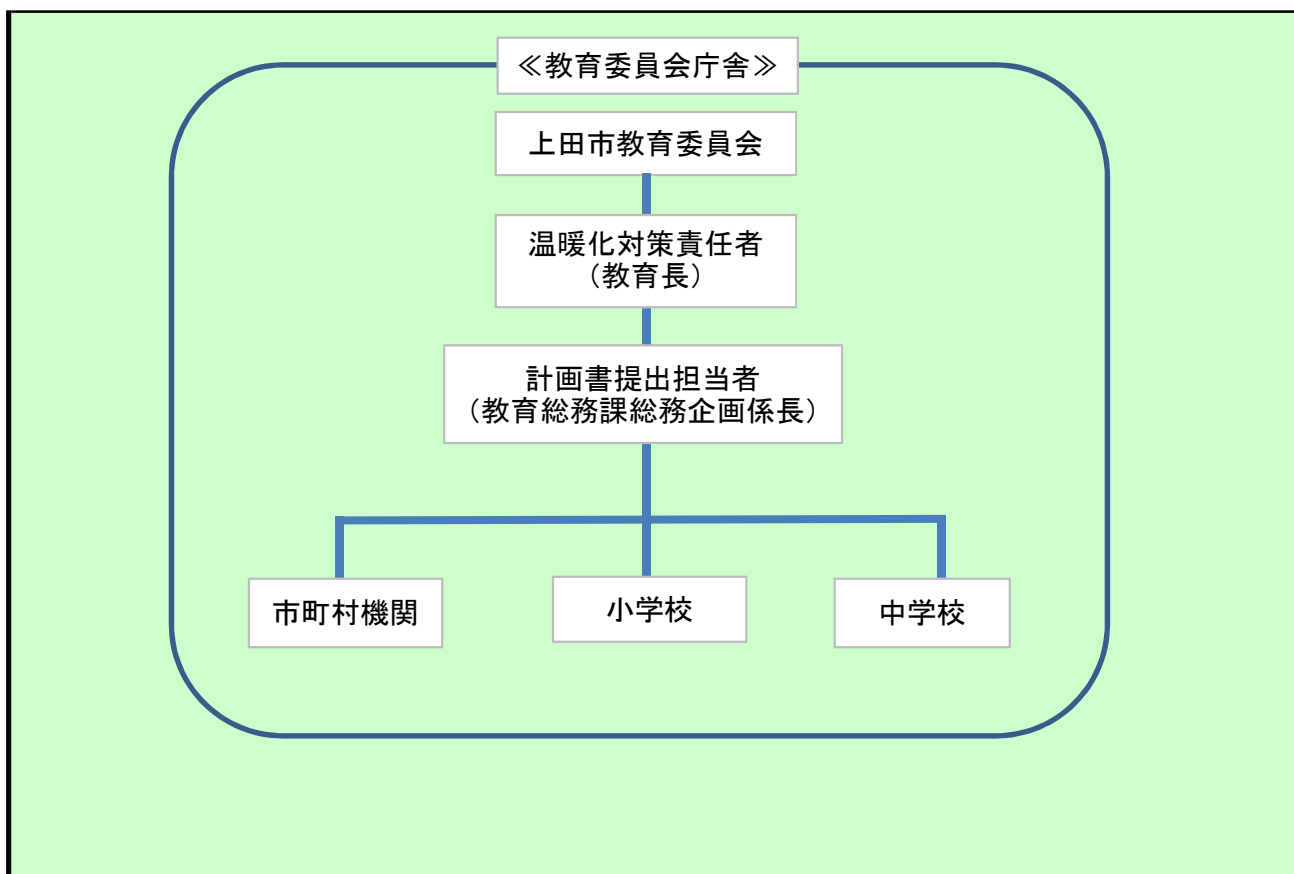 ≪教育委員会庁舎≫
上田市教育委員会
温暖化対策責任者
（教育長）
計画書提出担当者
（教育総務課総務企画係長）
市町村機関
小学校
中学校